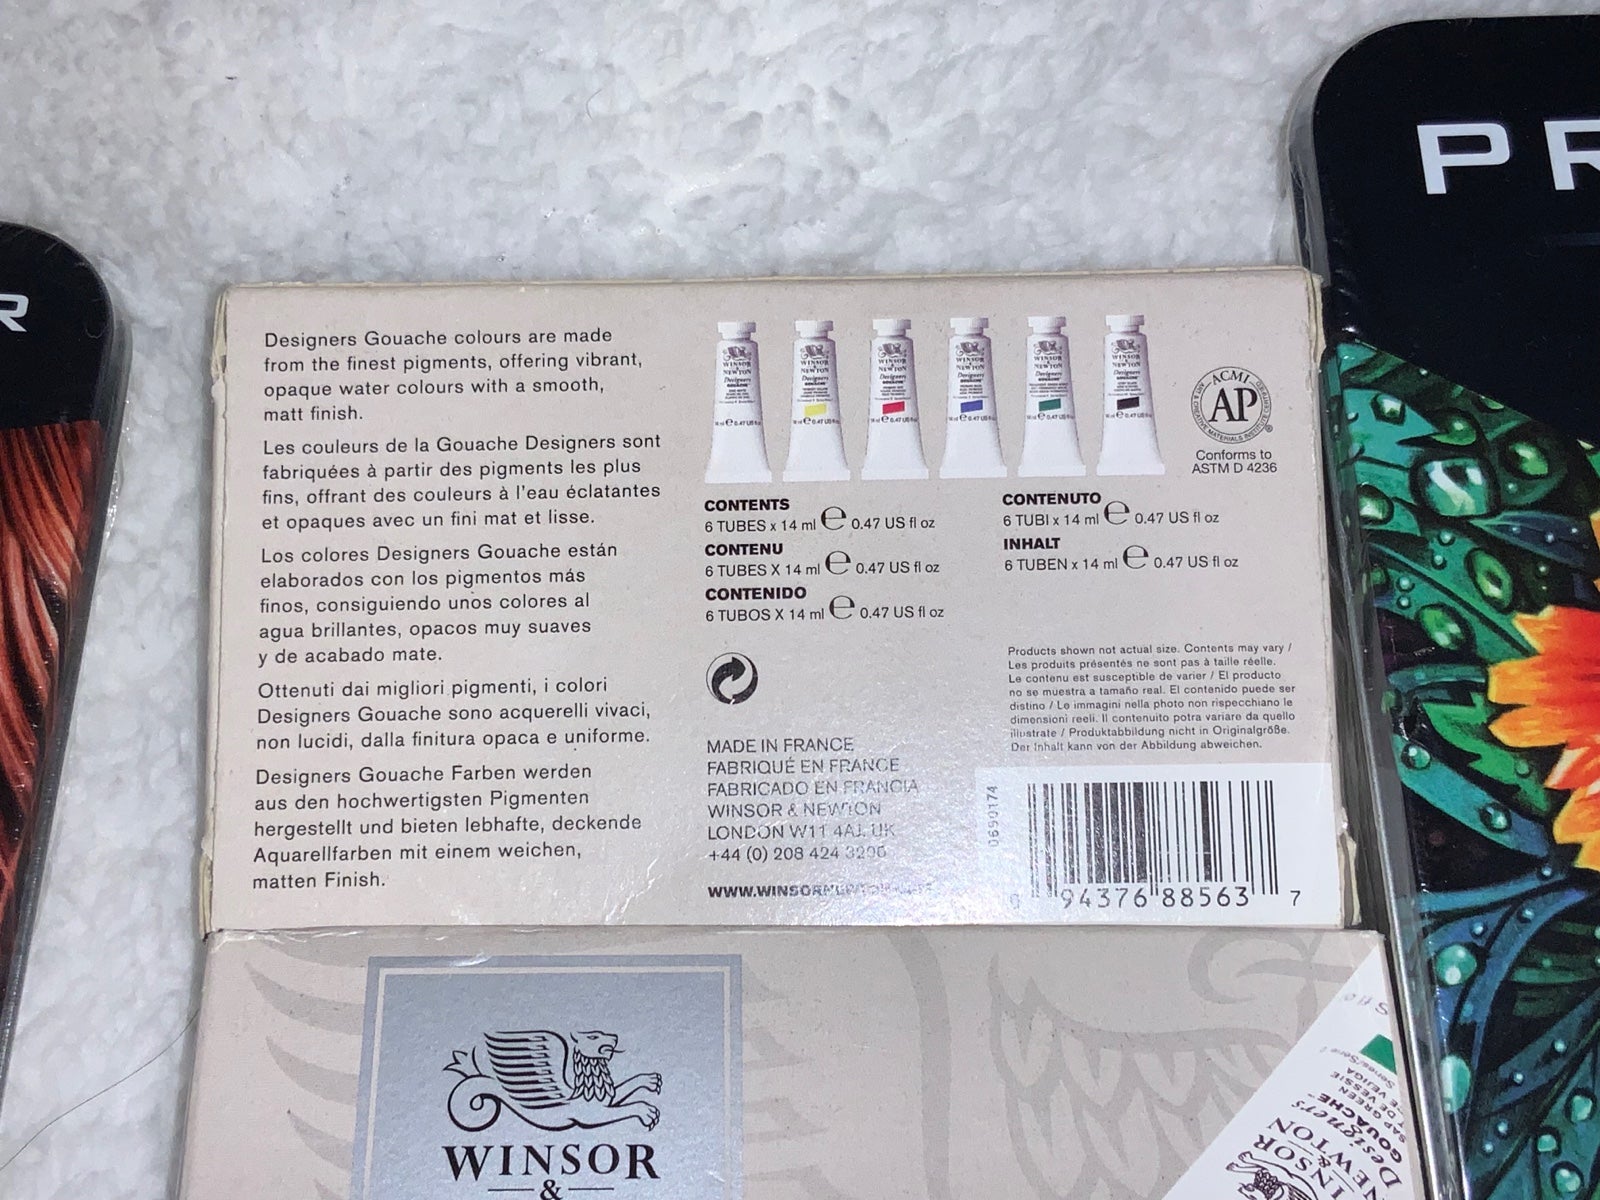 Designers Gouache colours are made
from the finest pigments, offering vibrant,
opaque water colours with a smooth,
matt finish.
Les couleurs de la Gouache Designers sont
fabriquées à partir des pigments les plus
fins, offrant des couleurs à l'eau éclatantes
et opaques avec un fini mat et lisse.
Los colores Designers Gouache están
elaborados con los pigmentos más
finos, consiguiendo unos colores al
agua brillantes, opacos muy suaves
y de acabado mate.
Ottenuti dai migliori pigmenti, i colori
Designers Gouache sono acquerelli vivaci,
non lucidi, dalla finitura opaca e uniforme.
Designers Gouache Farben werden
aus den hochwertigsten Pigmenten
hergestellt und bieten lebhafte, deckende
Aquarellfarben mit einem weichen,
matten Finish.
ACMI
AP
Conforms to
ASTM D 4236
CONTENTS
6 TUBES x 14 ml ℮ 0.47 US fl oz
CONTENU
6 TUBES X 14 ml ℮ 0.47 US fl oz
CONTENIDO
6 TUBOS X 14 ml ℮ 0.47 US fl oz
CONTENUTO
6 TUBI x 14 ml ℮ 0.47 US fl oz
INHALT
6 TUBEN x 14 ml ℮ 0.47 US fl oz
MADE IN FRANCE
FABRIQUÉ EN FRANCE
FABRICADO EN FRANCIA
WINSOR & NEWTON
LONDON W11 4AJ, UK
+44 (0) 208 424 3200
Products shown not actual size. Contents may vary /
Les produits présentés ne sont pas à taille réelle.
Le contenu est susceptible de varier / El producto
no se muestra a tamaño real. El contenido puede ser
distino / Le immagini nella photo non rispecchiano le
dimensioni reeli. Il contenuito potra variare da quello
illustrate / Produktabbildung nicht in Originalgröße.
Der Inhalt kann von der Abbildung abweichen.
0690174
0 94376 88563 7
WINSOR
&
WINSOR
&
NEWTON
Designers
GOUACHE
PR
R